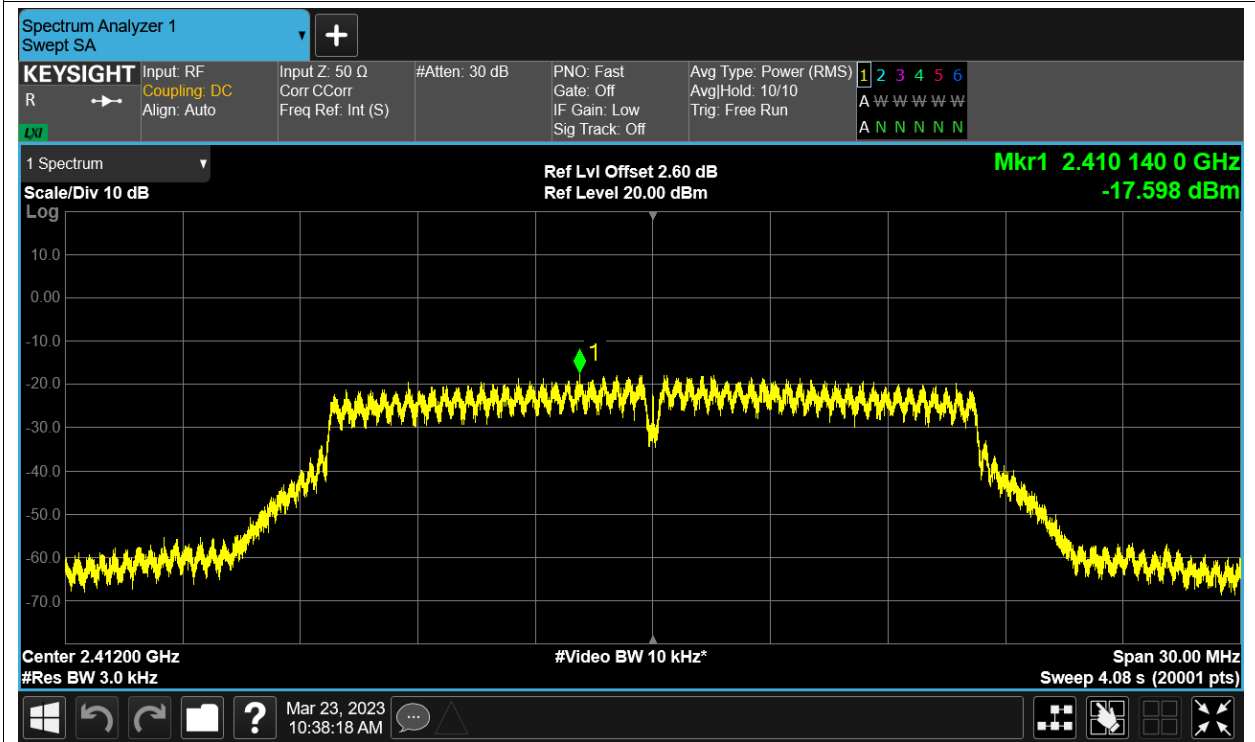 Spectrum Analyzer 1
Swept SA
KEYSIGHT
R
LXI
Input: RF
Coupling: DC
Align: Auto
Input Z: 50 Ω
Corr CCorr
Freq Ref: Int (S)
#Atten: 30 dB
PNO: Fast
Gate: Off
IF Gain: Low
Sig Track: Off
Avg Type: Power (RMS)
Avg|Hold: 10/10
Trig: Free Run
1 2 3 4 5 6
A W W W W W
A N N N N N
1 Spectrum
Scale/Div 10 dB
Log
Ref Lvl Offset 2.60 dB
Ref Level 20.00 dBm
Mkr1 2.410 140 0 GHz
-17.598 dBm
10.0
0.00
-10.0
1
-20.0
-30.0
-40.0
-50.0
-60.0
-70.0
Center 2.41200 GHz
#Res BW 3.0 kHz
#Video BW 10 kHz*
Span 30.00 MHz
Sweep 4.08 s (20001 pts)
?
Mar 23, 2023
10:38:18 AM